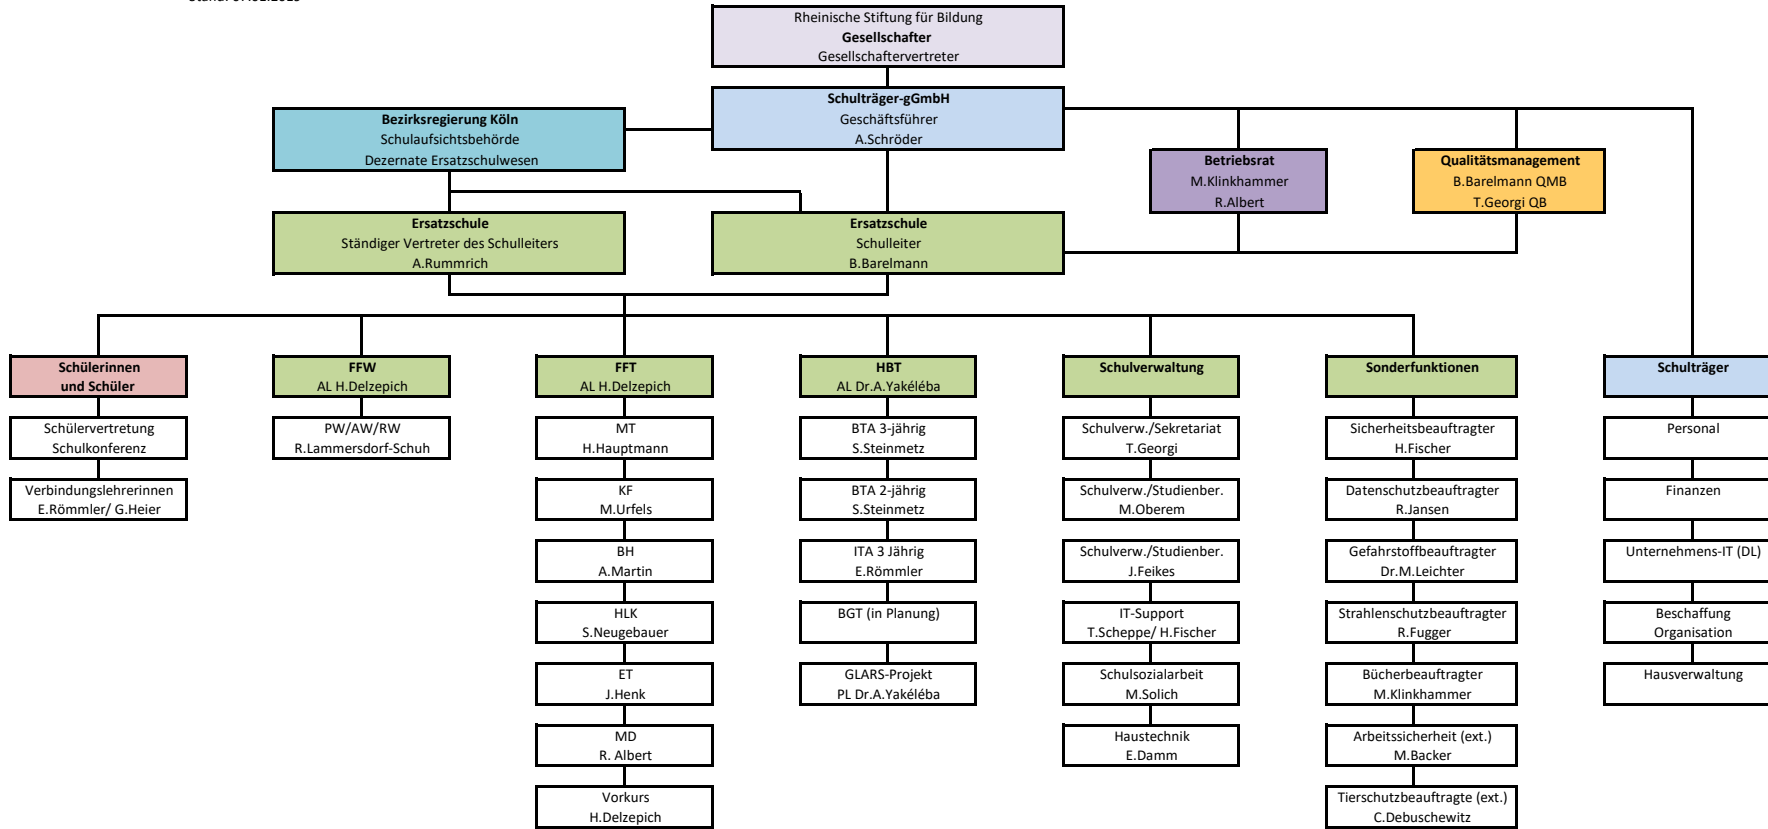 Rheinische Stiftung für Bildung
Gesellschafter
Gesellschaftervertreter
Schulträger-gGmbH
Geschäftsführer
A.Schröder
Bezirksregierung Köln
Schulaufsichtsbehörde
Dezernate Ersatzschulwesen
Betriebsrat
M.Klinkhammer
R.Albert
Qualitätsmanagement
B.Barelmann QMB
T.Georgi QB
Ersatzschule
Ständiger Vertreter des Schulleiters
A.Rummrich
Ersatzschule
Schulleiter
B.Barelmann
Schülerinnen
und Schüler
Schülervertretung
Schulkonferenz
Verbindungslehrerinnen
E.Römmler/ G.Heier
FFW
AL H.Delzepich
PW/AW/RW
R.Lammersdorf-Schuh
FFT
AL H.Delzepich
MT
H.Hauptmann
KF
M.Urfels
BH
A.Martin
HLK
S.Neugebauer
ET
J.Henk
MD
R. Albert
Vorkurs
H.Delzepich
HBT
AL Dr.A.Yakéléba
BTA 3-jährig
S.Steinmetz
BTA 2-jährig
S.Steinmetz
ITA 3 Jährig
E.Römmler
BGT (in Planung)
GLARS-Projekt
PL Dr.A.Yakéléba
Schulverwaltung
Schulverw./Sekretariat
T.Georgi
Schulverw./Studienber.
M.Oberem
Schulverw./Studienber.
J.Feikes
IT-Support
T.Scheppe/ H.Fischer
Schulsozialarbeit
M.Solich
Haustechnik
E.Damm
Sonderfunktionen
Sicherheitsbeauftragter
H.Fischer
Datenschutzbeauftragter
R.Jansen
Gefahrstoffbeauftragter
Dr.M.Leichter
Strahlenschutzbeauftragter
R.Fugger
Bücherbeauftragter
M.Klinkhammer
Arbeitssicherheit (ext.)
M.Backer
Tierschutzbeauftragte (ext.)
C.Debuschewitz
Schulträger
Personal
Finanzen
Unternehmens-IT (DL)
Beschaffung
Organisation
Hausverwaltung